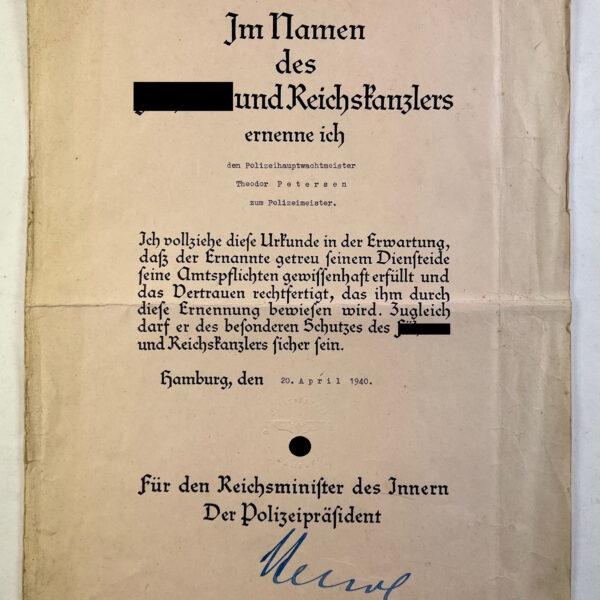 Im Namen
des
und Reichskanzlers
ernenne ich
den Polizeihauptwachtmeister
Theodor P e t e r s e n
zum Polizeimeister.
Ich vollziehe diese Urkunde in der Erwartung,
daß der Ernannte getreu seinem Diensteide
seine Amtspflichten gewissenhaft erfüllt und
das Vertrauen rechtfertigt, das ihm durch
diese Ernennung bewiesen wird. Zugleich
darf er des besonderen Schutzes des
und Reichskanzlers sicher sein.
Hamburg, den 20. April 1940.
Für den Reichsminister des Innern
Der Polizeipräsident